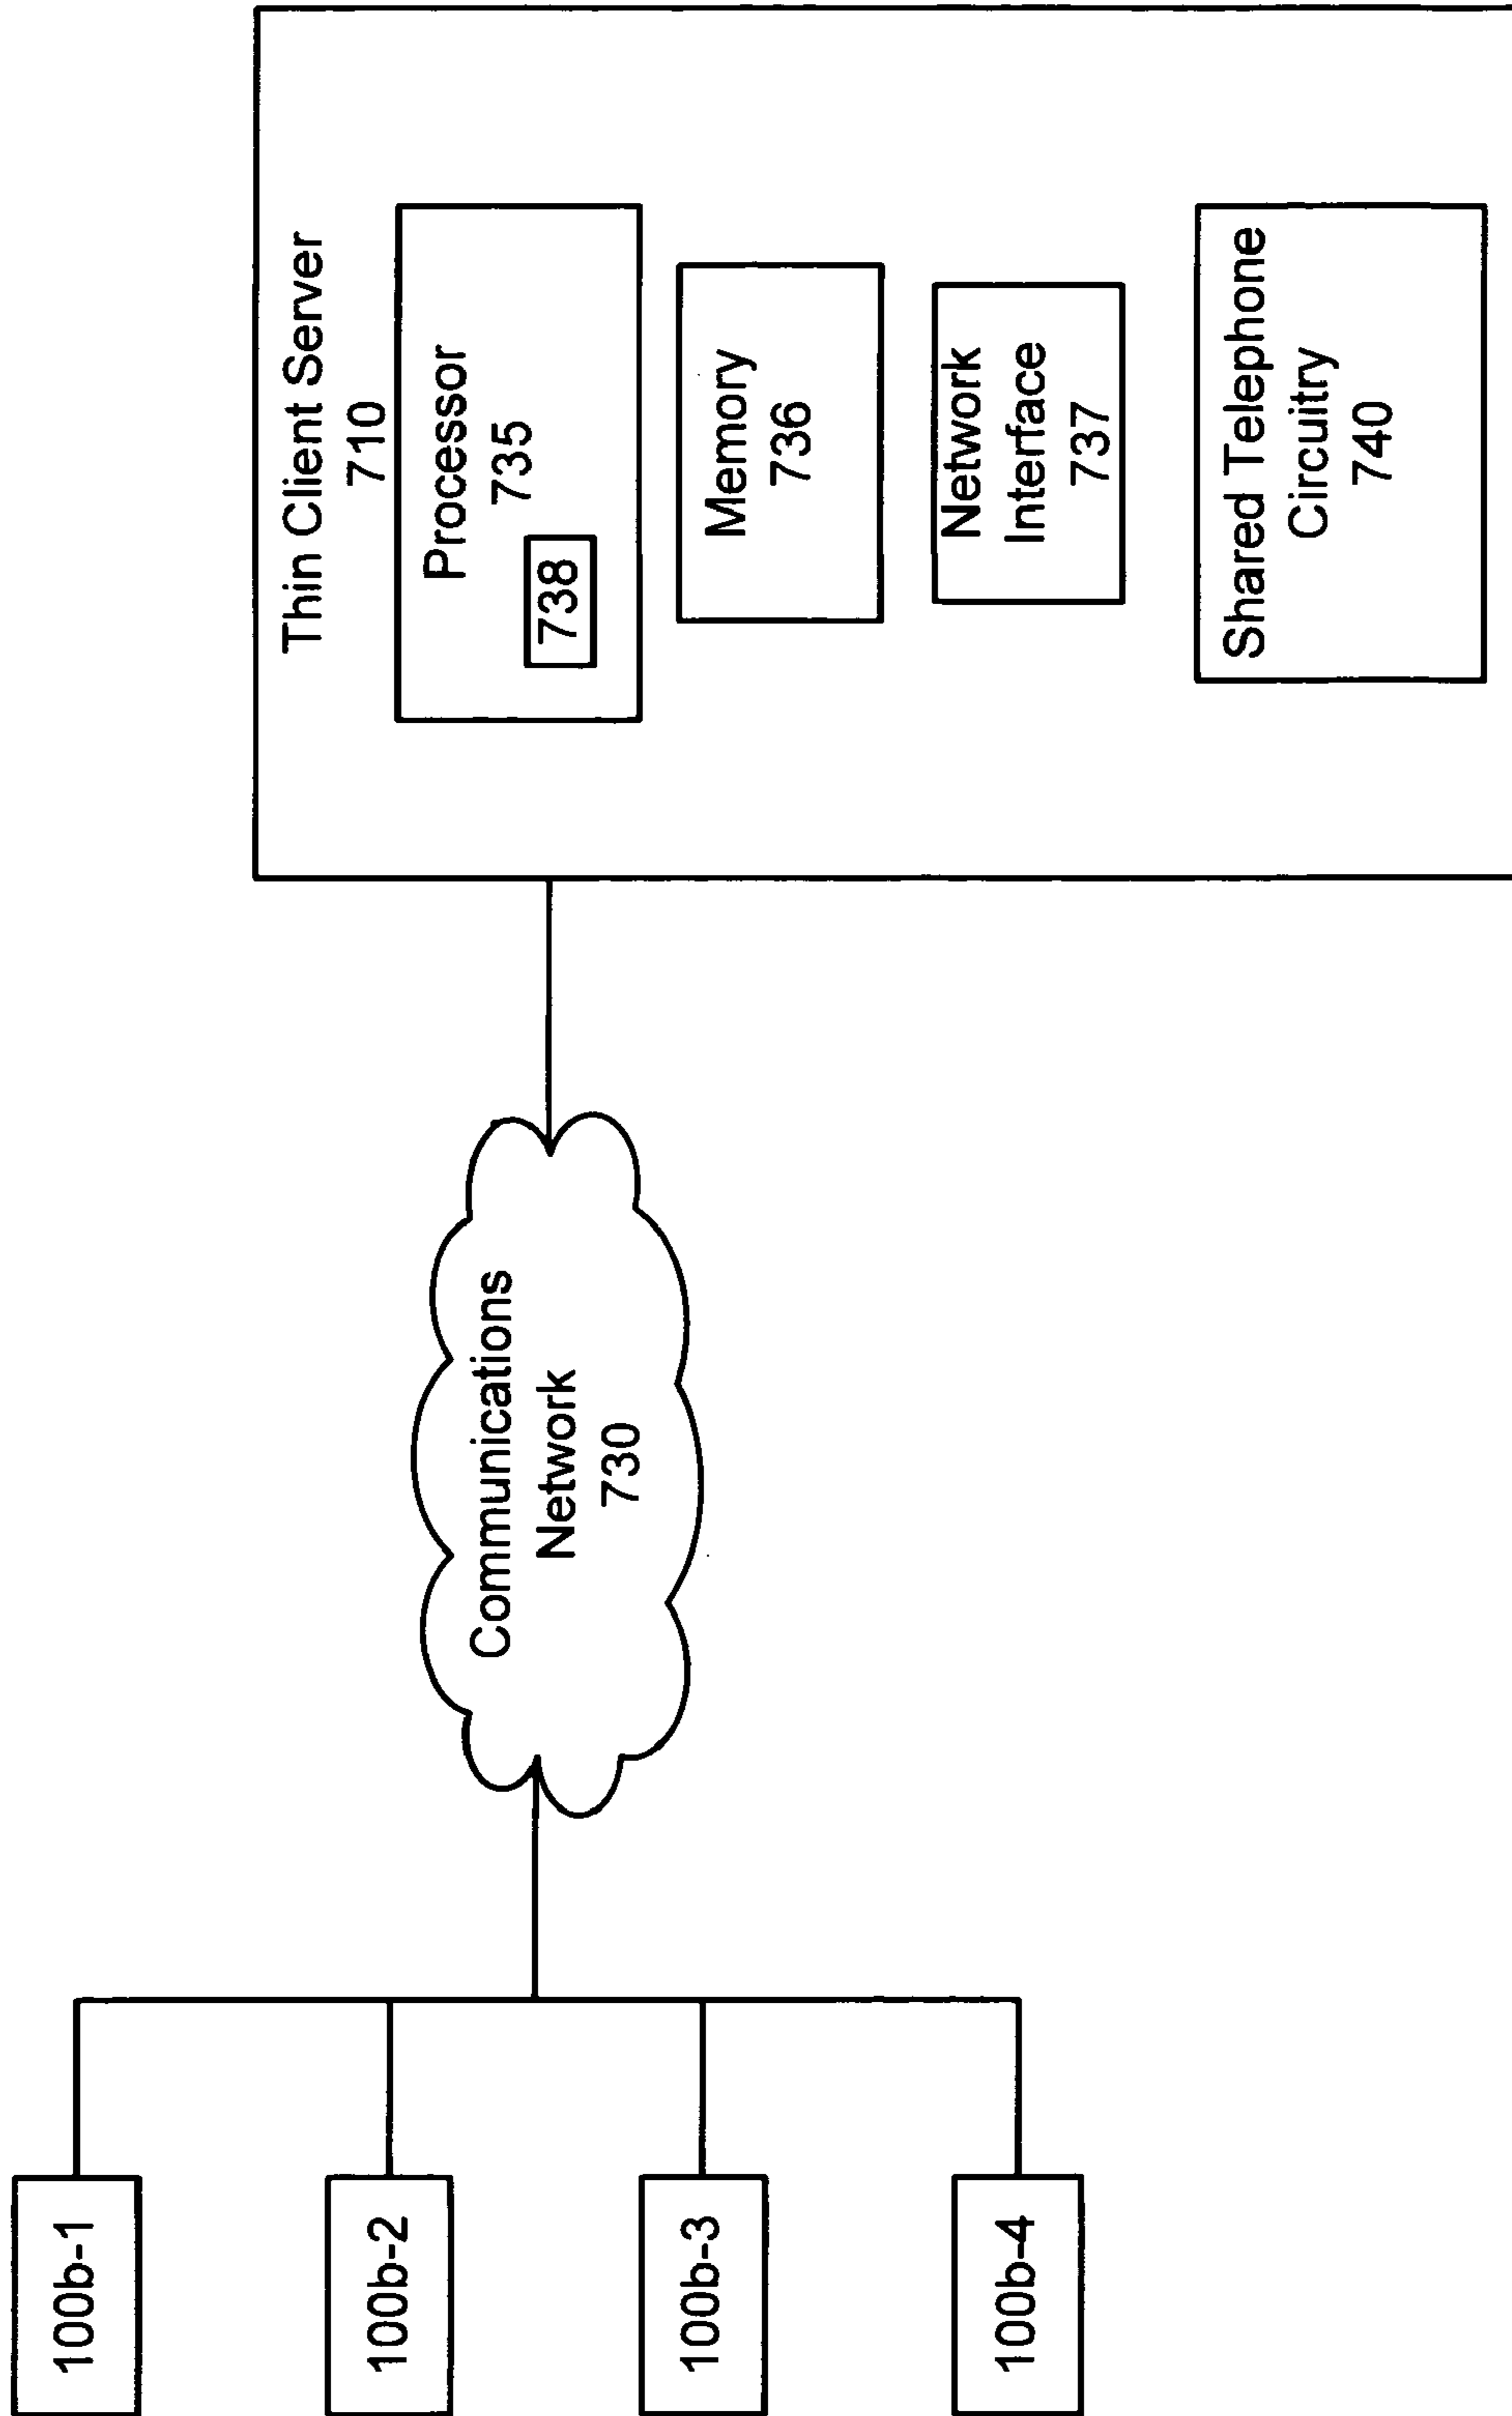 100b-1
100b-2
100b-3
100b-4
Communications
Network
730
Thin Client Server
710
Processor
735
738
Memory
736
Network
Interface
737
Shared Telephone
Circuitry
740